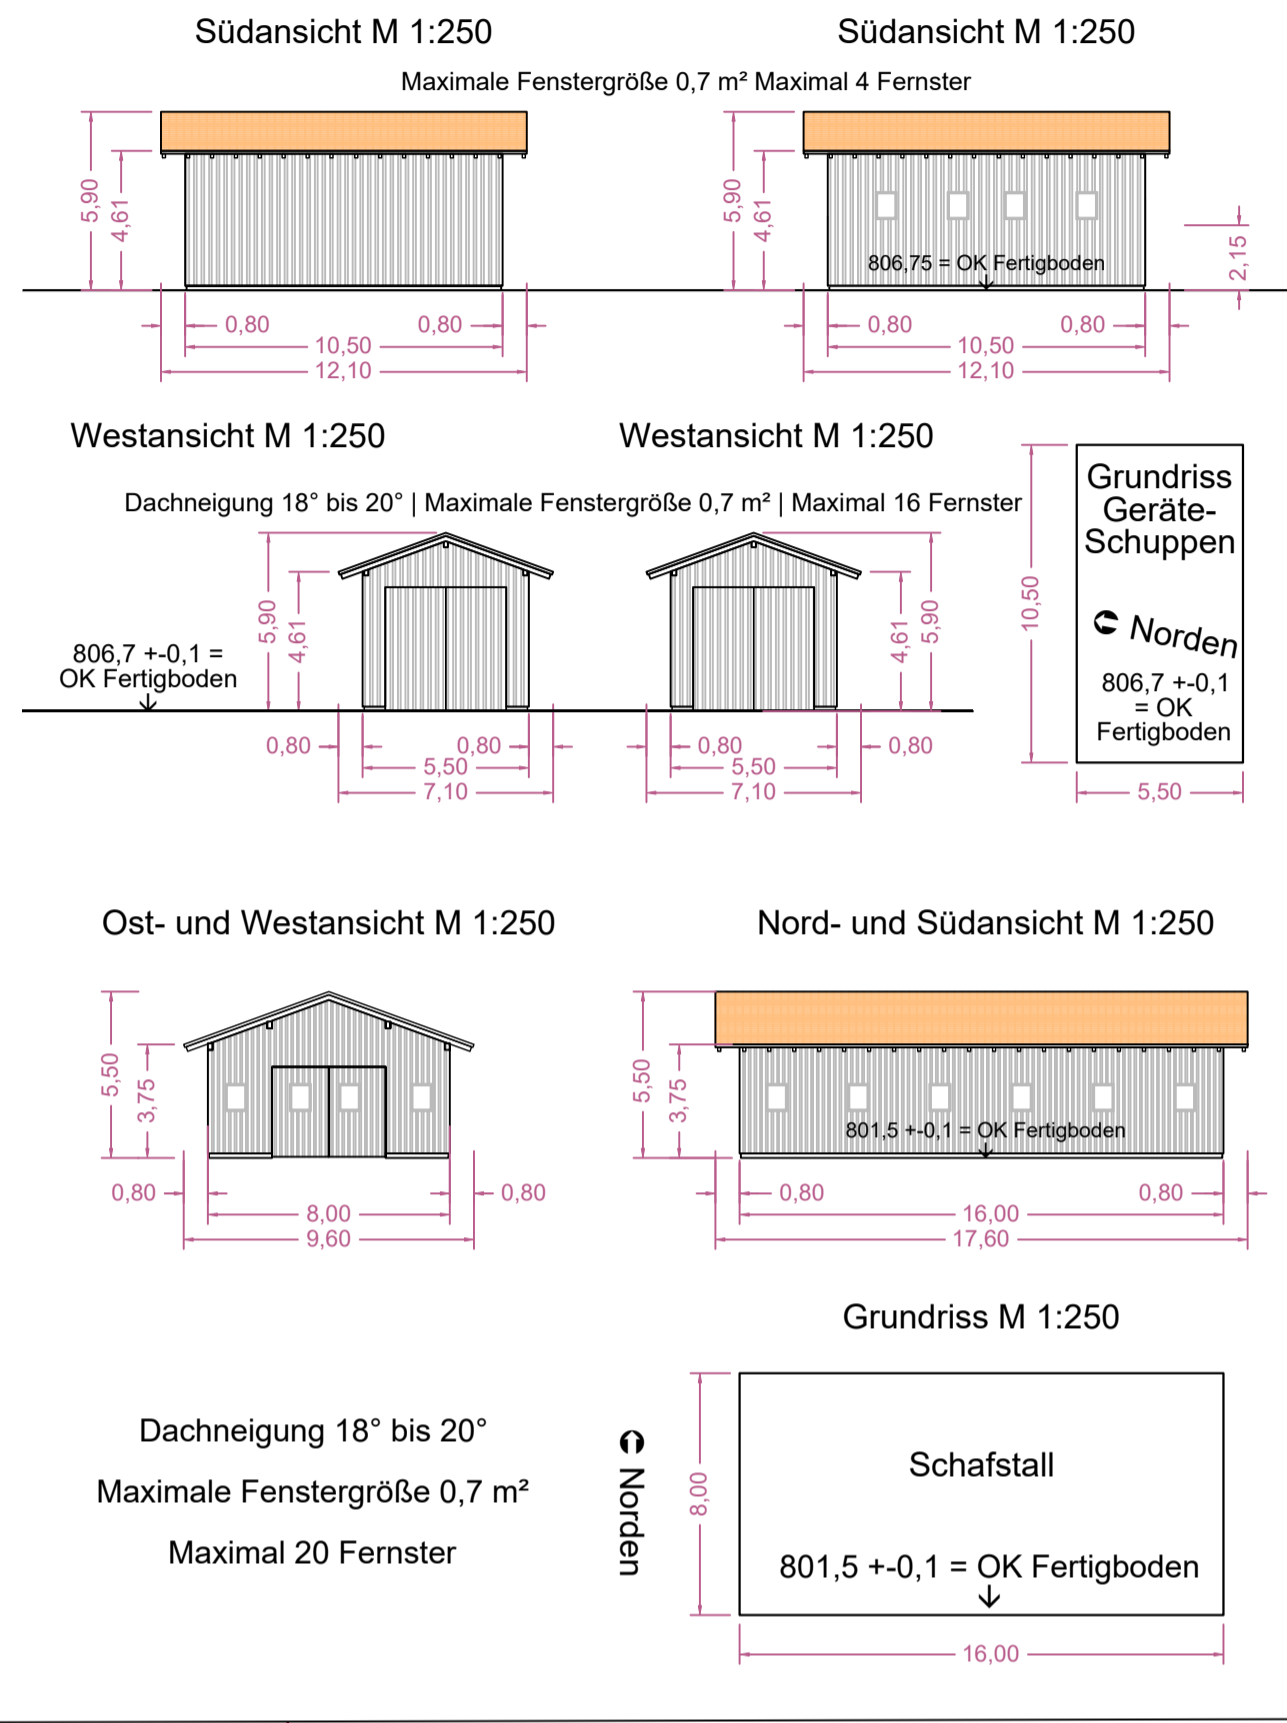 Südansicht M 1:250
Südansicht M 1:250
Maximale Fenstergröße 0,7 m² Maximal 4 Fernster
5,90
4,61
0,80
0,80
10,50
12,10
5,90
4,61
806,75 = OK Fertigboden
2,15
0,80
0,80
10,50
12,10
Westansicht M 1:250
Westansicht M 1:250
Dachneigung 18° bis 20° | Maximale Fenstergröße 0,7 m² | Maximal 16 Fernster
806,7 +-0,1 =
OK Fertigboden
5,90
4,61
0,80
0,80
5,50
7,10
4,61
5,90
0,80
0,80
5,50
7,10
10,50
Grundriss
Geräte-
Schuppen
Norden
806,7 +-0,1
= OK
Fertigboden
5,50
Ost- und Westansicht M 1:250
Nord- und Südansicht M 1:250
5,50
3,75
0,80
0,80
8,00
9,60
5,50
3,75
801,5 +-0,1 = OK Fertigboden
0,80
0,80
16,00
17,60
Grundriss M 1:250
Dachneigung 18° bis 20°
Maximale Fenstergröße 0,7 m²
Maximal 20 Fernster
Norden
8,00
Schafstall
801,5 +-0,1 = OK Fertigboden
16,00